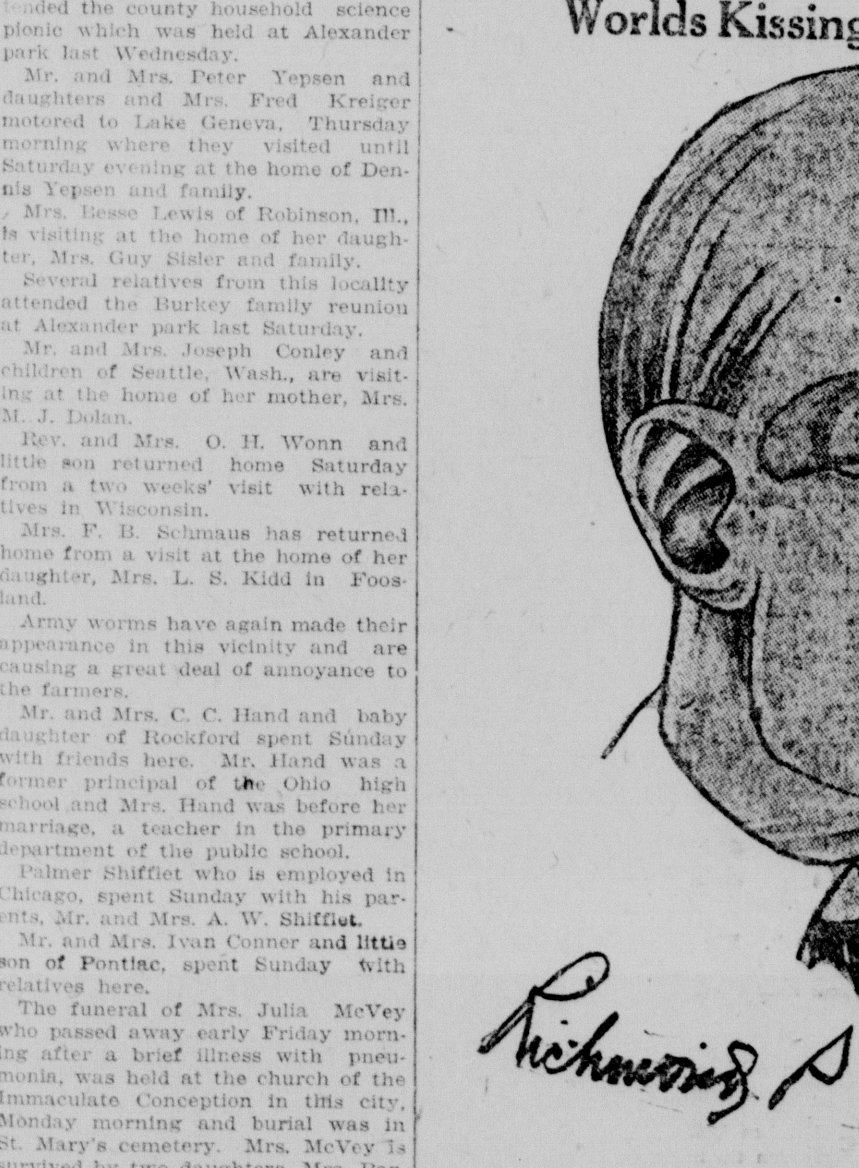 tended the county household science
picnic which was held at Alexander
park last Wednesday.
Mr. and Mrs. Peter Yepsen and
daughters and Mrs. Fred Kreiger
motored to Lake Geneva, Thursday
morning where they visited until
Saturday evening at the home of Den-
nis Yepsen and family.
Mrs. Besse Lewis of Robinson, Ill.,
is visiting at the home of her daugh-
ter, Mrs. Guy Sisler and family.
Several relatives from this locality
attended the Burkey family reunion
at Alexander park last Saturday.
Mr. and Mrs. Joseph Conley and
children of Seattle, Wash., are visit-
ing at the home of her mother, Mrs.
M. J. Dolan.
Rev. and Mrs. O. H. Wonn and
little son returned home Saturday
from a two weeks' visit with rela-
tives in Wisconsin.
Mrs. F. B. Schmaus has returned
home from a visit at the home of her
daughter, Mrs. L. S. Kidd in Foos-
land.
Army worms have again made their
appearance in this vicinity and are
causing a great deal of annoyance to
the farmers.
Mr. and Mrs. C. C. Hand and baby
daughter of Rockford spent Sunday
with friends here. Mr. Hand was a
former principal of the Ohio high
school and Mrs. Hand was before her
marriage, a teacher in the primary
department of the public school.
Palmer Shifflet who is employed in
Chicago, spent Sunday with his par-
ents, Mr. and Mrs. A. W. Shifflet.
Mr. and Mrs. Ivan Conner and little
son of Pontiac, spent Sunday with
relatives here.
The funeral of Mrs. Julia McVey
who passed away early Friday morn-
ing after a brief illness with pneu-
monia, was held at the church of the
Immaculate Conception in this city,
Monday morning and burial was in
St. Mary's cemetery. Mrs. McVey is
survived by two daughters, Mrs.
Worlds Kissing
Richmond P